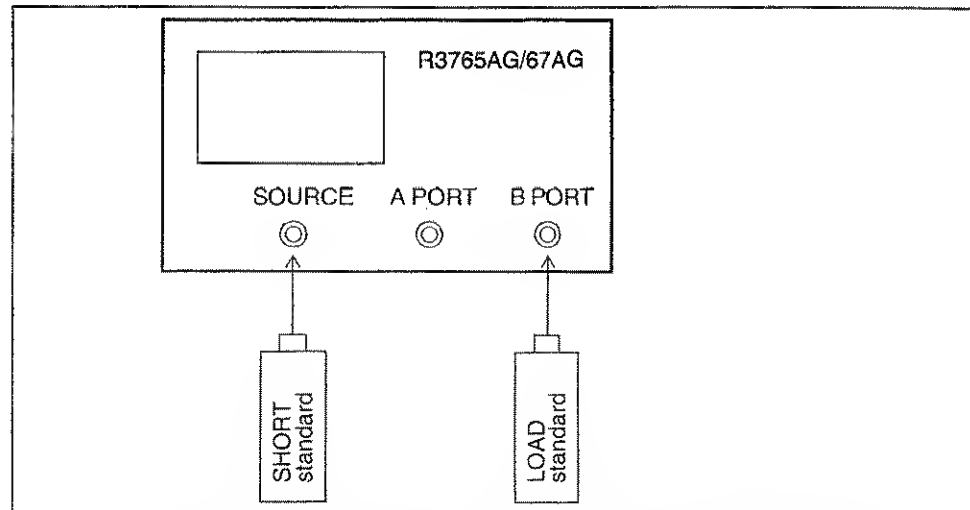 R3765AG/67AG
SOURCE A PORT B PORT
SHORT
standard
LOAD
standard